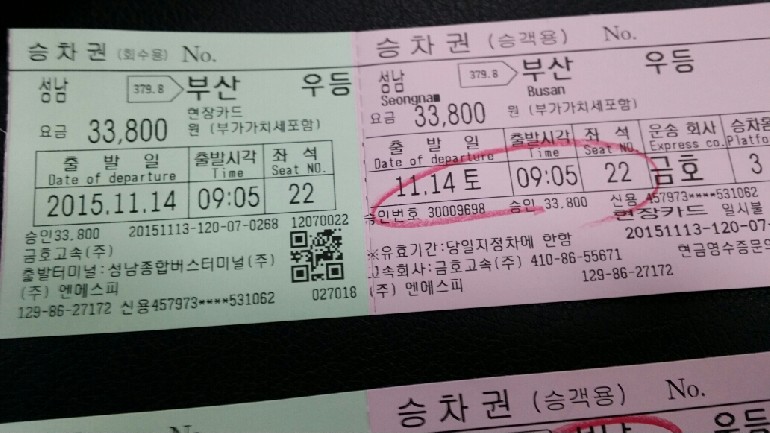 승차권 (회수용) No.
성남 379.8 부산 우등
현장카드
요금 33,800 원 (부가가치세포함)
출발일 출발시각 좌석
Date of departure Time Seat NO.
2015.11.14 09:05 22
승인33,800 20151113-120-07-0268 12070022
금호고속(주)
출발터미널:성남종합버스터미널(주)
(주) 엔에스피 027018
129-86-27172 신용457973****531062
승차권 (승객용) No.
성남 379.8 부산 우등
Seongnam Busan
요금 33,800 원 (부가가치세포함)
출발일 출발시각 좌석 운송회사 승차홈
Date of departure Time Seat NO. Express co. Platfo
11.14 토 09:05 22 금호 3
승인번호 30009698 승인 33,800 신용 457973****531062
현장카드 일시불
20151113-120-07-
※유효기간:당일지정차에 한함 현금영수증문의
고속회사:금호고속(주) 410-86-55671
(주) 엔에스피 129-86-27172
승차권 (승객용) No.
우등